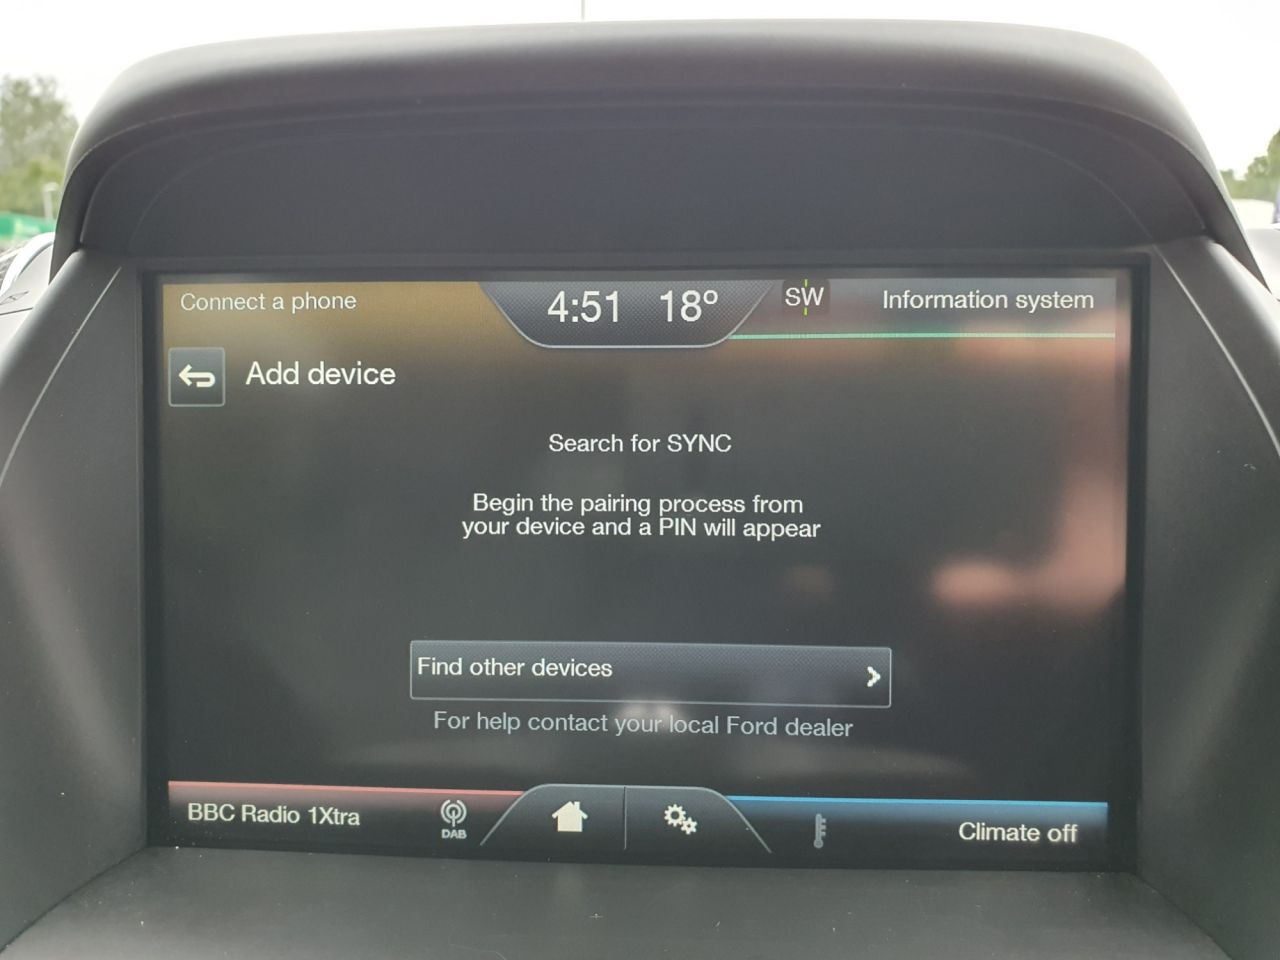 Connect a phone
4:51 18°
SW
Information system
Add device
Search for SYNC
Begin the pairing process from
your device and a PIN will appear
Find other devices
For help contact your local Ford dealer
BBC Radio 1Xtra
DAB
Climate off